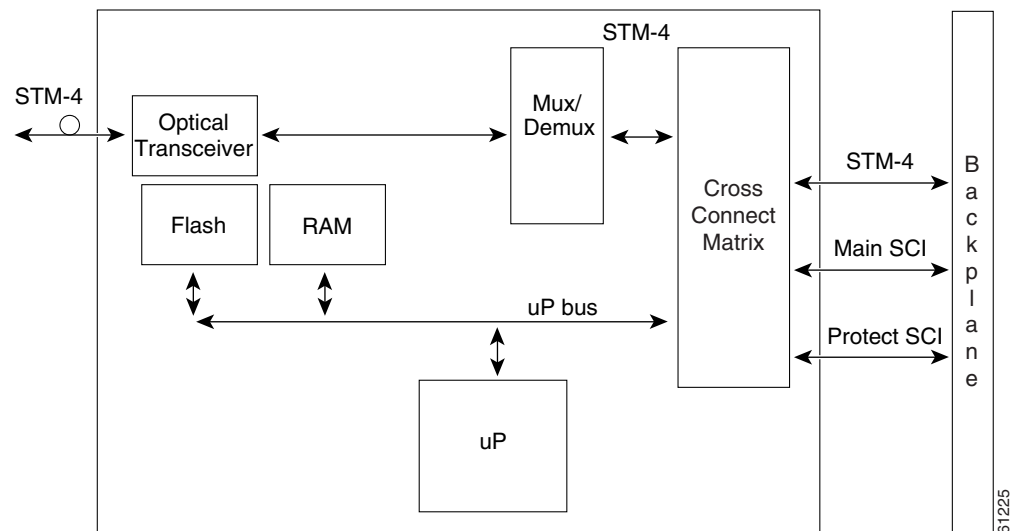 STM-4
STM-4
Optical
Transceiver
Mux/
Demux
Flash
RAM
Cross
Connect
Matrix
STM-4
Main SCI
Protect SCI
uP bus
uP
Backplane
61225